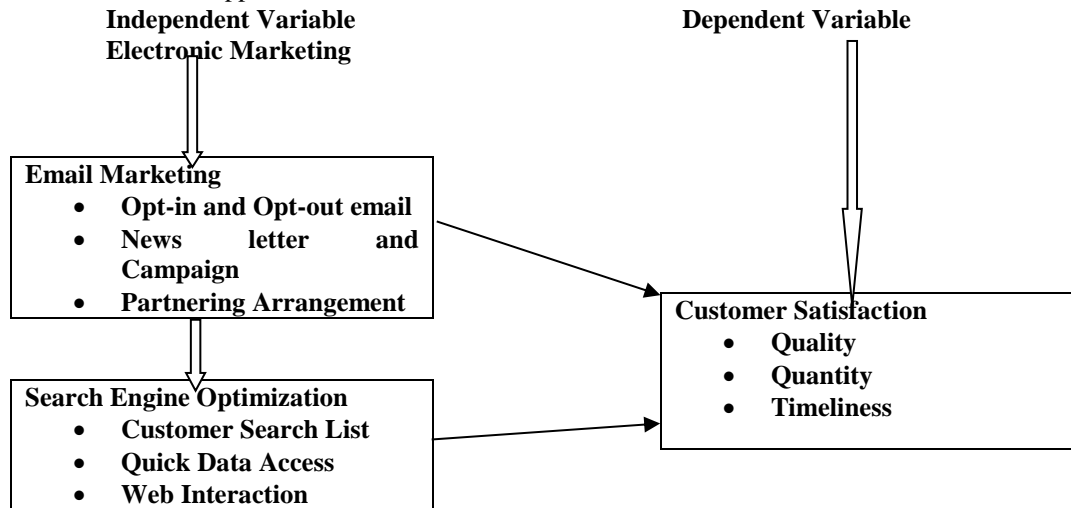 Independent Variable
Electronic Marketing
Dependent Variable
Email Marketing
• Opt-in and Opt-out email
• News letter and
Campaign
• Partnering Arrangement
Search Engine Optimization
• Customer Search List
• Quick Data Access
• Web Interaction
Customer Satisfaction
• Quality
• Quantity
• Timeliness